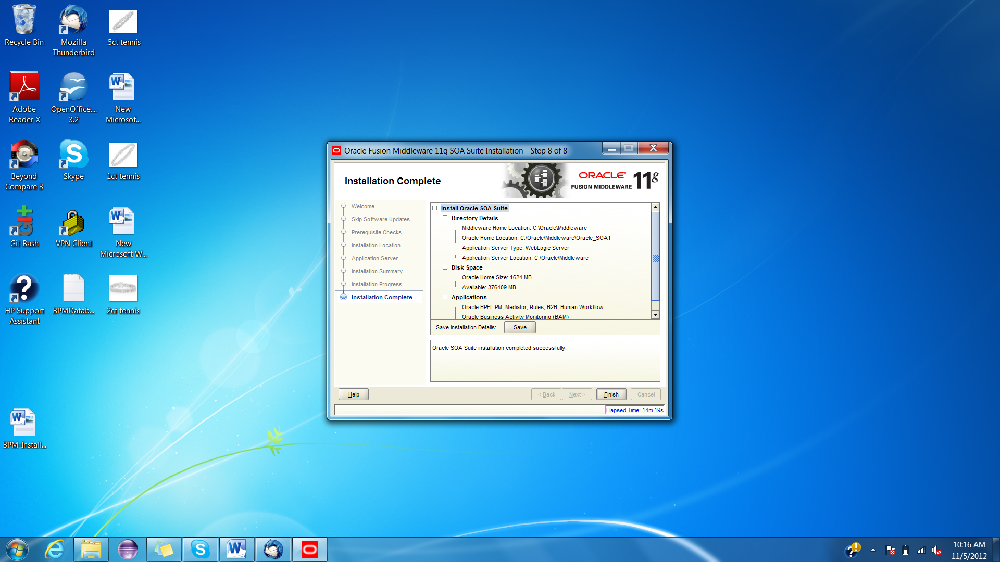 Recycle Bin
Mozilla
Thunderbird
.5ct tennis
Adobe
Reader X
OpenOffice....
3.2
New
Microsof...
Beyond
Compare 3
Skype
1ct tennis
Git Bash
VPN Client
New
Microsoft W...
HP Support
Assistant
BPMDatab...
2ct tennis
BPM-Install...
Oracle Fusion Middleware 11g SOA Suite Installation - Step 8 of 8
Installation Complete
ORACLE
FUSION MIDDLEWARE 11g
Welcome
Skip Software Updates
Prerequisite Checks
Installation Location
Application Server
Installation Summary
Installation Progress
Installation Complete
Install Oracle SOA Suite
Directory Details
Middleware Home Location: C:\Oracle\Middleware
Oracle Home Location: C:\Oracle\Middleware\Oracle_SOA1
Application Server Type: WebLogic Server
Application Server Location: C:\Oracle\Middleware
Disk Space
Oracle Home Size: 1624 MB
Available: 376409 MB
Applications
Oracle BPEL PM, Mediator, Rules, B2B, Human Workflow
Oracle Business Activity Monitoring (BAM)
Save Installation Details: Save
Oracle SOA Suite installation completed successfully.
Help < Back Next > Finish Cancel
Elapsed Time: 14m 19s
10:16 AM
11/5/2012